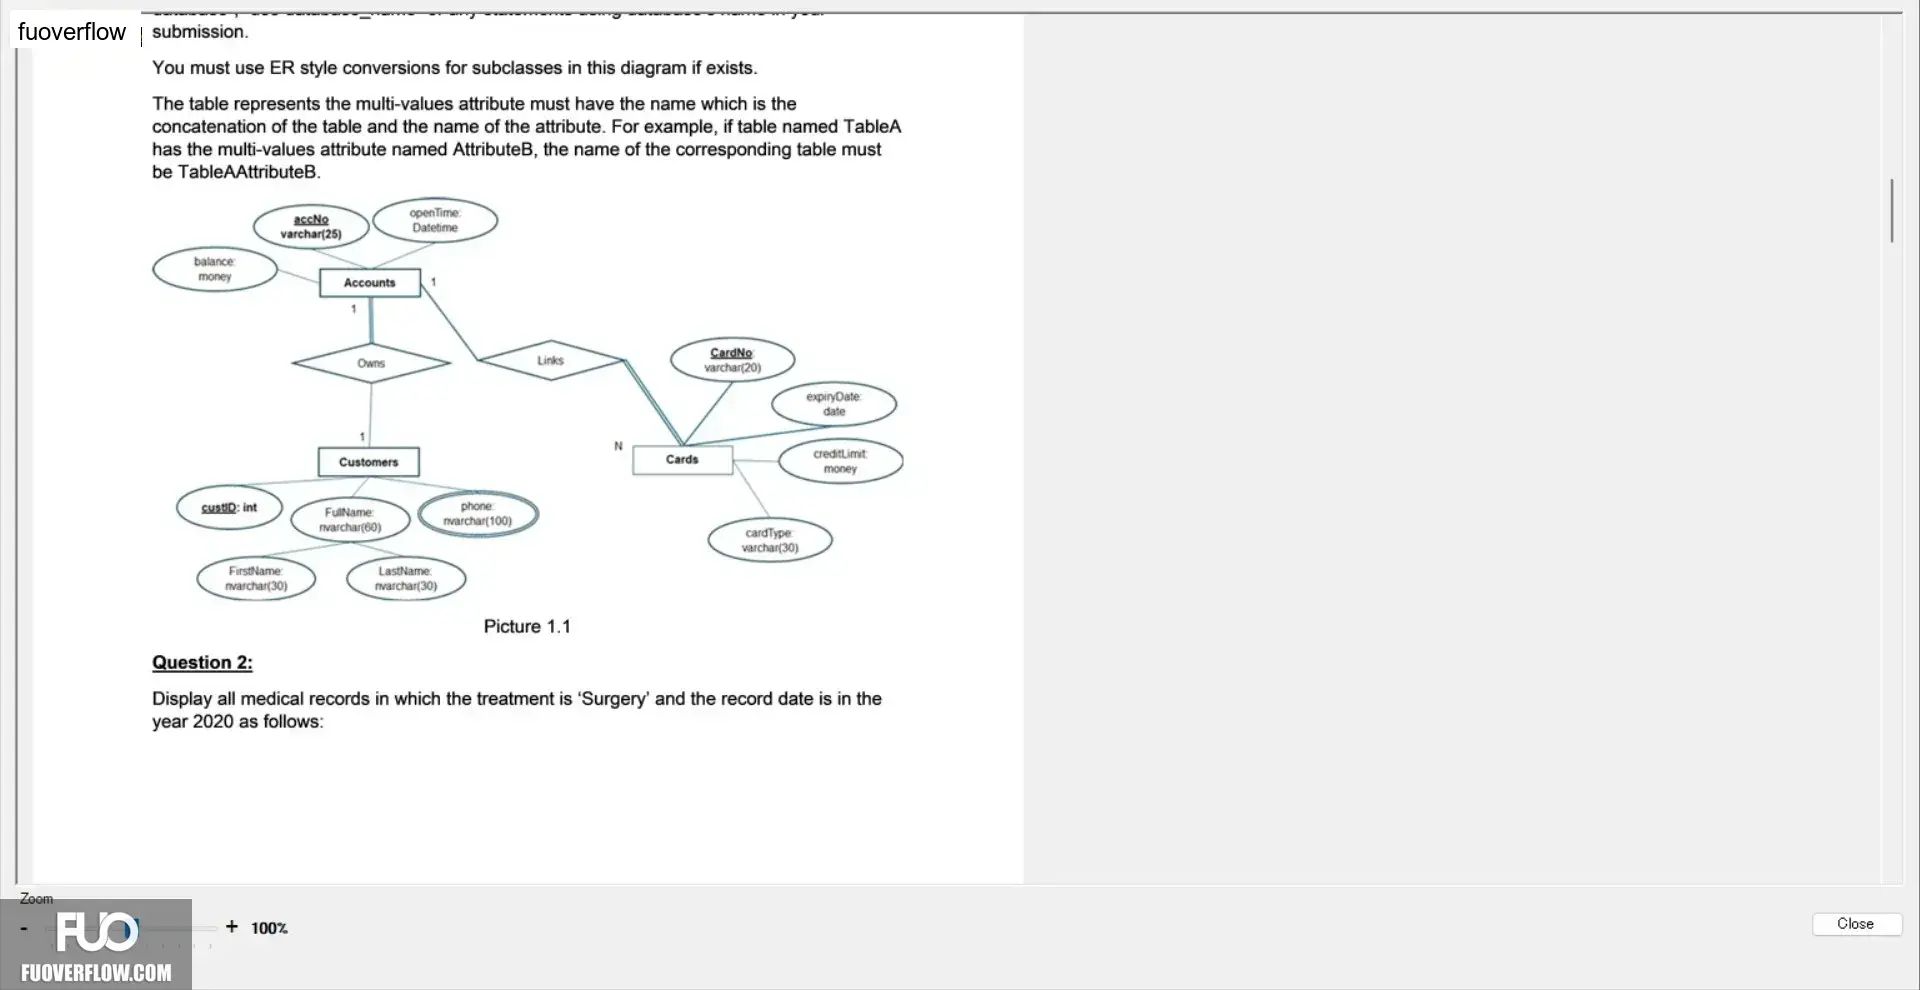 fuoverflow
submission.
You must use ER style conversions for subclasses in this diagram if exists.
The table represents the multi-values attribute must have the name which is the
concatenation of the table and the name of the attribute. For example, if table named TableA
has the multi-values attribute named AttributeB, the name of the corresponding table must
be TableAAttributeB.
accNo
varchar(25)
openTime:
Datetime
balance:
money
Accounts
1
1
Owns
Links
CardNo
varchar(20)
expiryDate:
date
1
N
Customers
Cards
creditLimit:
money
custID: int
FullName:
nvarchar(60)
phone:
nvarchar(100)
cardType:
varchar(30)
FirstName:
nvarchar(30)
LastName:
nvarchar(30)
Picture 1.1
Question 2:
Display all medical records in which the treatment is ‘Surgery’ and the record date is in the
year 2020 as follows:
Zoom
- + 100%
Close
FUO
FUOVERFLOW.COM